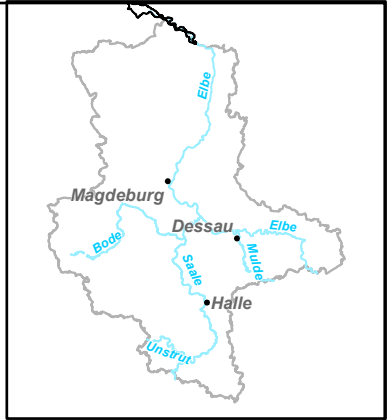 Elbe
Magdeburg
Dessau
Elbe
Bode
Mulde
Saale
Halle
Unstrut